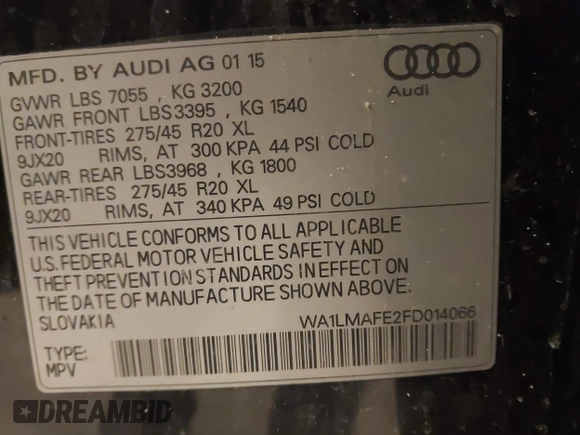 MFD. BY AUDI AG 01 15
GVWR LBS 7055 , KG 3200
GAWR FRONT LBS3395 , KG 1540
FRONT-TIRES 275/45 R20 XL
9JX20 RIMS, AT 300 KPA 44 PSI COLD
GAWR REAR LBS3968 , KG 1800
REAR-TIRES 275/45 R20 XL
9JX20 RIMS, AT 340 KPA 49 PSI COLD
Audi
THIS VEHICLE CONFORMS TO ALL APPLICABLE
U.S. FEDERAL MOTOR VEHICLE SAFETY AND
THEFT PREVENTION STANDARDS IN EFFECT ON
THE DATE OF MANUFACTURE SHOWN ABOVE.
SLOVAKIA WA1LMAFE2FD014066
TYPE:
MPV
DREAMBID